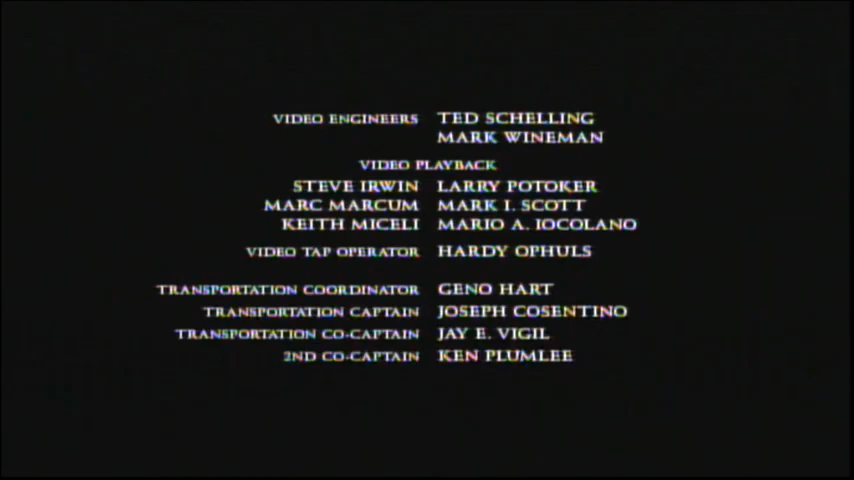 VIDEO ENGINEERS TED SCHELLING
MARK WINEMAN
VIDEO PLAYBACK
STEVE IRWIN LARRY POTOKER
MARC MARCUM MARK I. SCOTT
KEITH MICELI MARIO A. IOCOLANO
VIDEO TAP OPERATOR HARDY OPHULS
TRANSPORTATION COORDINATOR GENO HART
TRANSPORTATION CAPTAIN JOSEPH COSENTINO
TRANSPORTATION CO-CAPTAIN JAY E. VIGIL
2ND CO-CAPTAIN KEN PLUMLEE